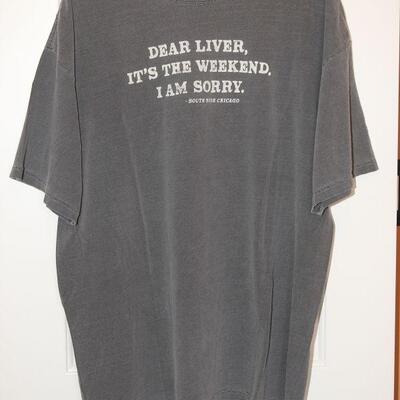 DEAR LIVER,
IT'S THE WEEKEND.
I AM SORRY.
- SOUTH SIDE CHICAGO